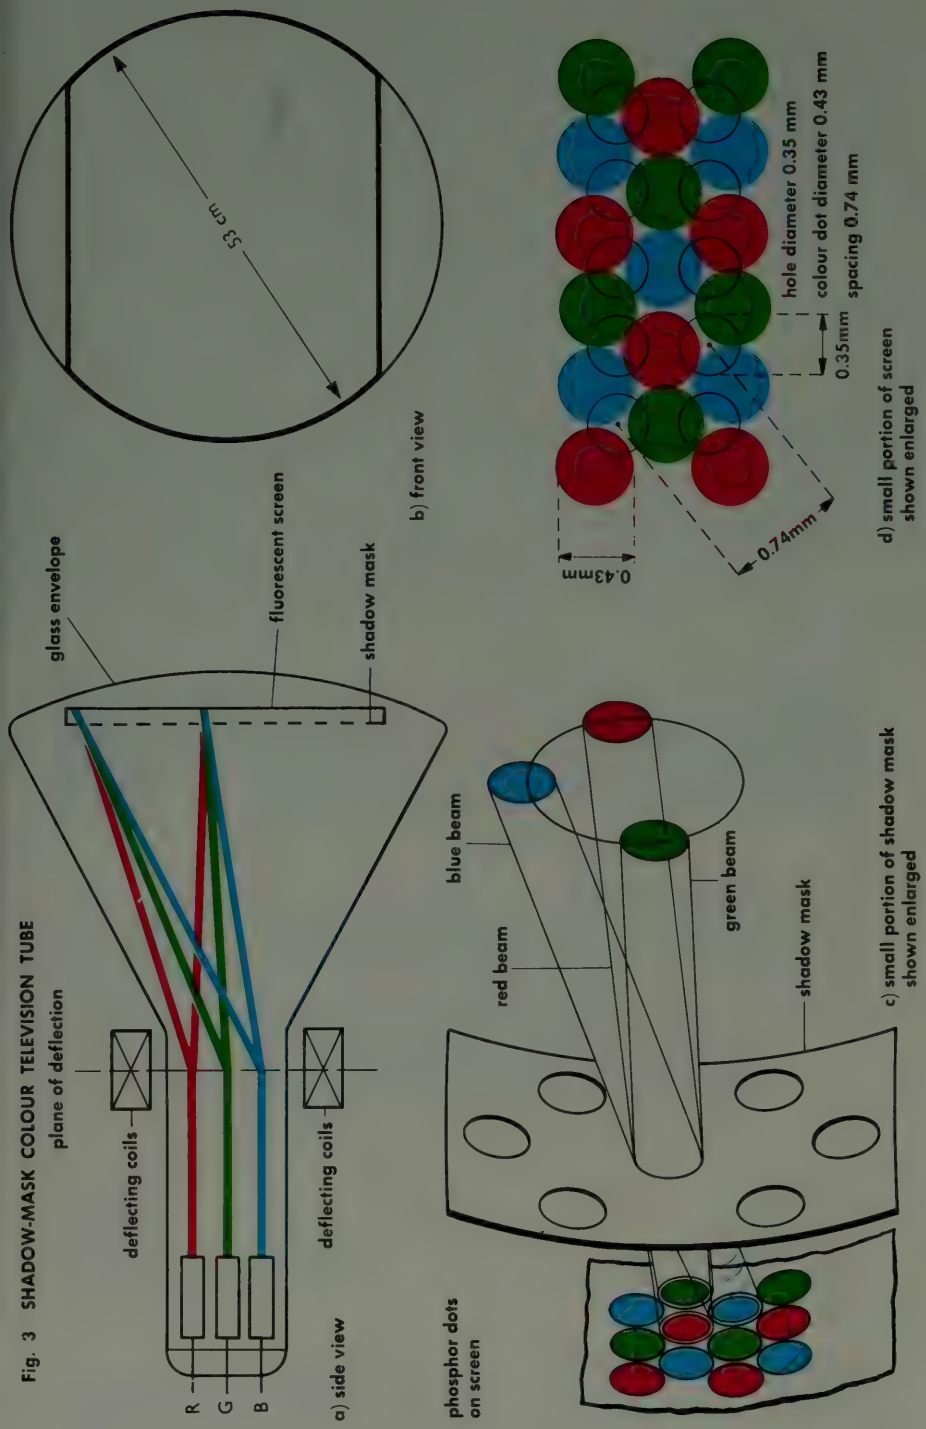 Fig. 3 SHADOW-MASK COLOUR TELEVISION TUBE
plane of deflection
deflecting coils
deflecting coils
R
G
B
a) side view
glass envelope
fluorescent screen
shadow mask
53 cm
b) front view
phosphor dots
on screen
blue beam
red beam
green beam
shadow mask
c) small portion of shadow mask
shown enlarged
0.43mm
0.74mm
0.35mm
hole diameter 0.35 mm
colour dot diameter 0.43 mm
spacing 0.74 mm
d) small portion of screen
shown enlarged